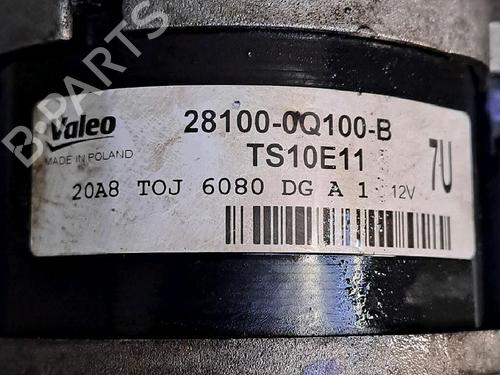 B-PARTS
Valeo
28100-0Q100-B
MADE IN POLAND
TS10E11
7U
20A8 TOJ 6080 DG A 1 12V